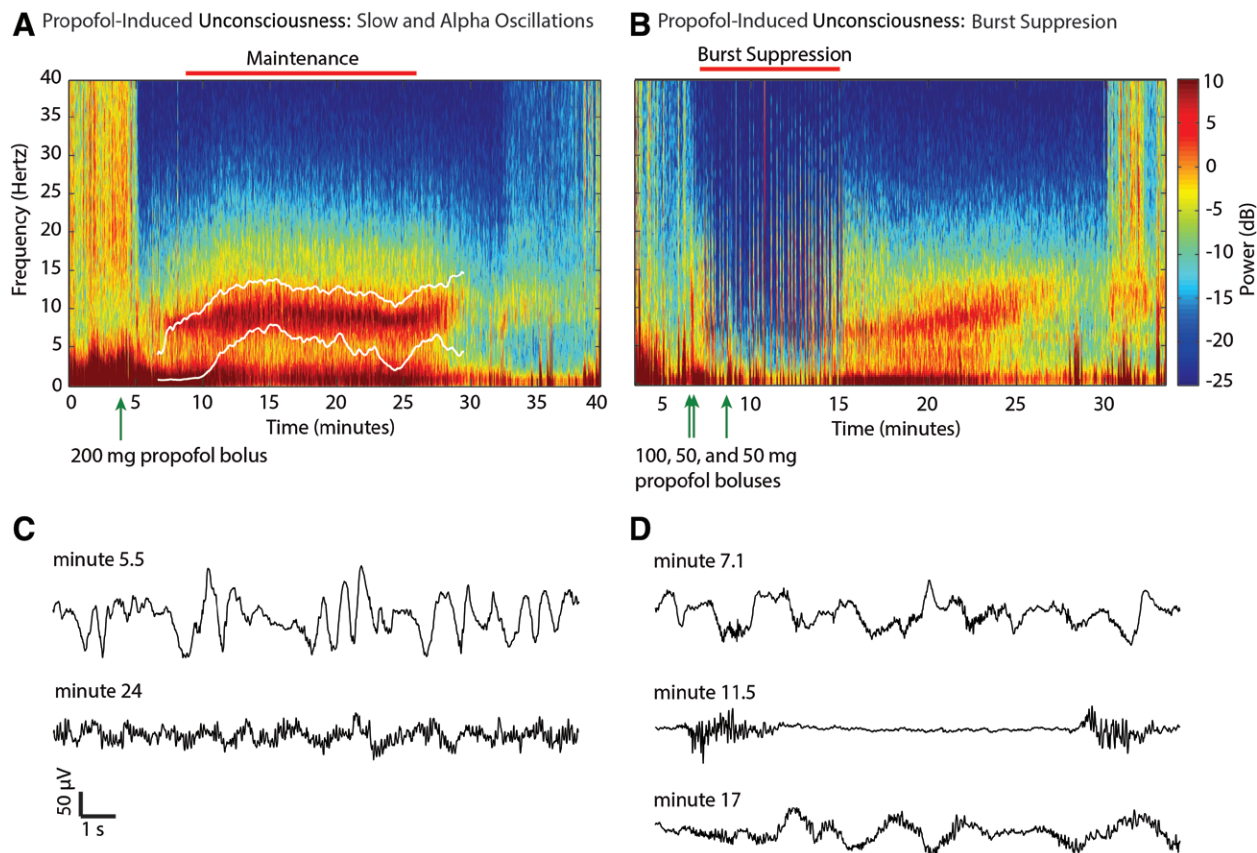 A Propofol-Induced Unconsciousness: Slow and Alpha Oscillations
Maintenance
40
35
30
25
20
15
10
5
0
Frequency (Hertz)
0 5 10 15 20 25 30 35 40
Time (minutes)
200 mg propofol bolus
B Propofol-Induced Unconsciousness: Burst Suppresion
Burst Suppression
5 10 15 20 25 30
Time (minutes)
100, 50, and 50 mg
propofol boluses
10
5
0
-5
-10
-15
-20
-25
Power (dB)
C
minute 5.5
minute 24
50 µV
1 s
D
minute 7.1
minute 11.5
minute 17